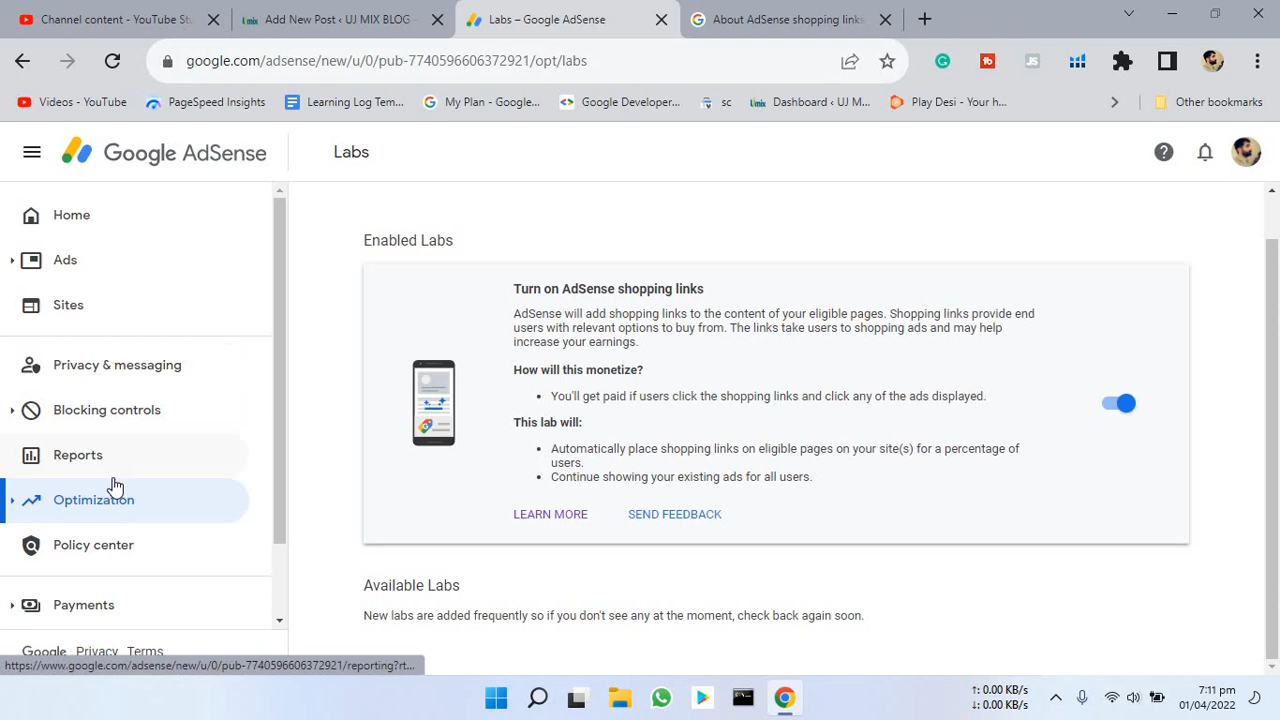 Channel content - YouTube St
Add New Post ‹ UJ MIX BLOG –
Labs – Google AdSense
About AdSense shopping links
google.com/adsense/new/u/0/pub-7740596606372921/opt/labs
Videos - YouTube
PageSpeed Insights
Learning Log Temp...
My Plan - Google...
Google Developer...
sc
Dashboard ‹ UJ M...
Play Desi - Your h...
Other bookmarks
Google AdSense
Labs
Home
Ads
Sites
Privacy & messaging
Blocking controls
Reports
Optimization
Policy center
Payments
Google Privacy Terms
Enabled Labs
Turn on AdSense shopping links
AdSense will add shopping links to the content of your eligible pages. Shopping links provide end
users with relevant options to buy from. The links take users to shopping ads and may help
increase your earnings.
How will this monetize?
• You'll get paid if users click the shopping links and click any of the ads displayed.
This lab will:
• Automatically place shopping links on eligible pages on your site(s) for a percentage of
users.
• Continue showing your existing ads for all users.
LEARN MORE SEND FEEDBACK
Available Labs
New labs are added frequently so if you don't see any at the moment, check back again soon.
https://www.google.com/adsense/new/u/0/pub-7740596606372921/reporting?rt...
↑: 0.00 KB/s
↓: 0.00 KB/s
7:11 pm
01/04/2022